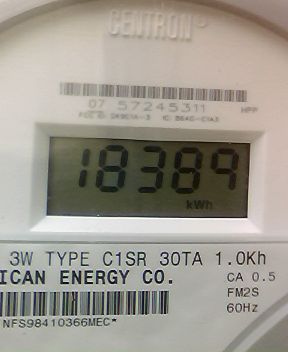 CENTRON®
07 57245311 HPP
18389
kWh
3W TYPE C1SR 30TA 1.0Kh
ICAN ENERGY CO. CA 0.5
FM2S
60Hz
NFS98410366MEC*